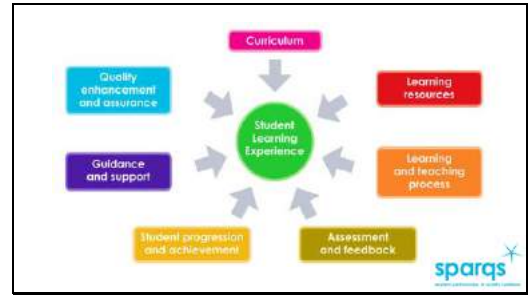 Curriculum
Quality
enhancement
and assurance
Learning
resources
Student
Learning
Experience
Guidance
and support
Learning
and teaching
process
Student progression
and achievement
Assessment
and feedback
sparqs